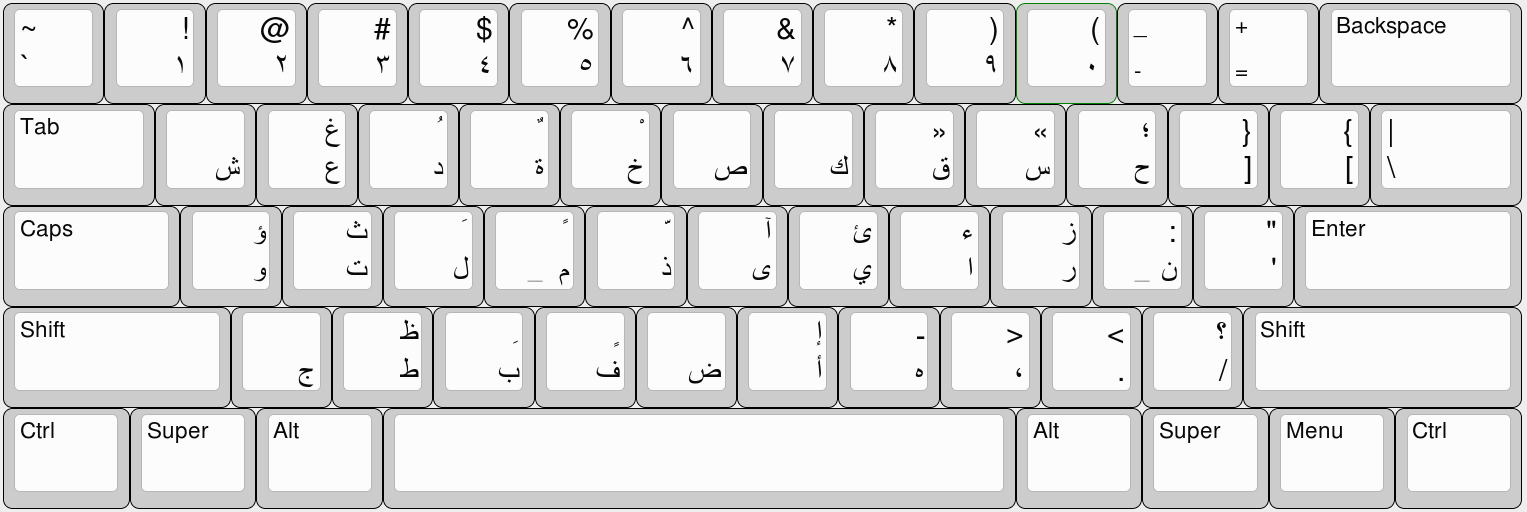 ~ ! @ # $ % ^ & * ) ( _ + Backspace
` ١ ٢ ٣ ٤ ٥ ٦ ٧ ٨ ٩ ٠ - =
Tab غ ُ ٌ ْ » « ؛ } { |
ش ع د ة خ ص ك ق س ح ] [ \
Caps ؤ ث َ ً ّ آ ئ ء ز : " Enter
و ت ل م _ ذ ى ي ا ر ن _ '
Shift ظ إ - > < ؟ Shift
ج ط ب ف ض أ ه ، . /
Ctrl Super Alt Alt Super Menu Ctrl